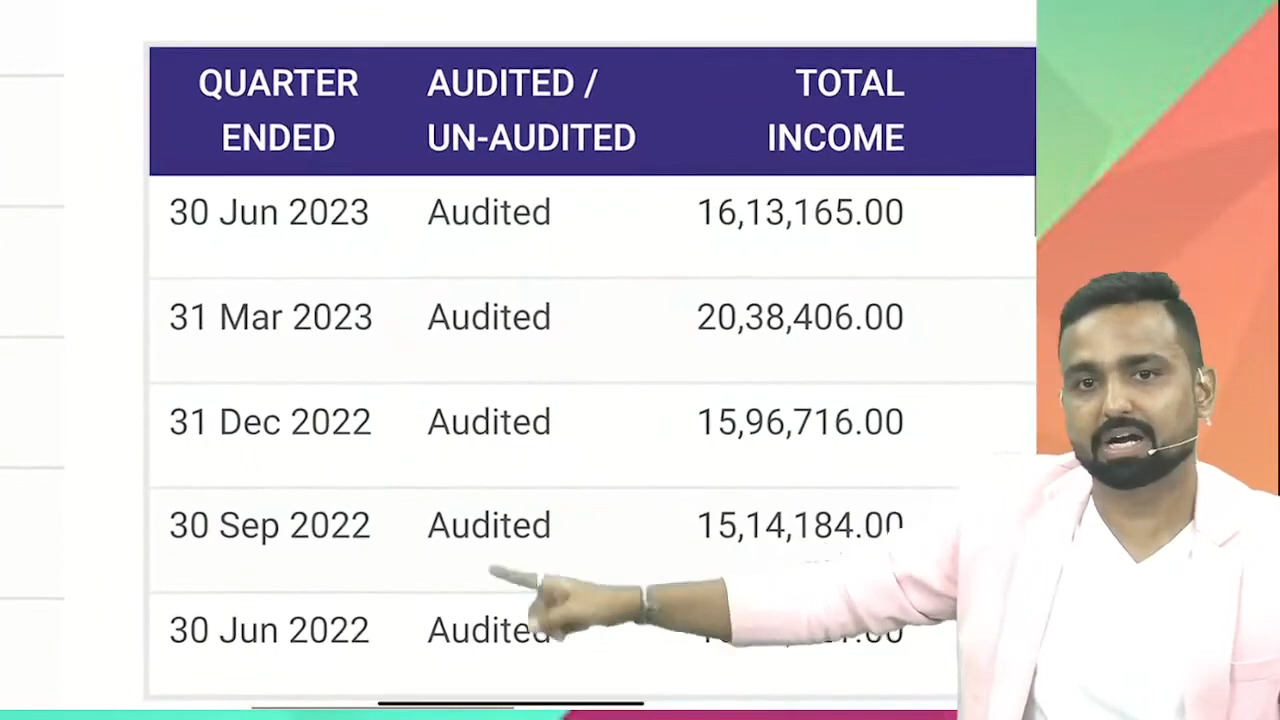 QUARTER ENDED AUDITED / UN-AUDITED TOTAL INCOME
30 Jun 2023 Audited 16,13,165.00
31 Mar 2023 Audited 20,38,406.00
31 Dec 2022 Audited 15,96,716.00
30 Sep 2022 Audited 15,14,184.00
30 Jun 2022 Audited